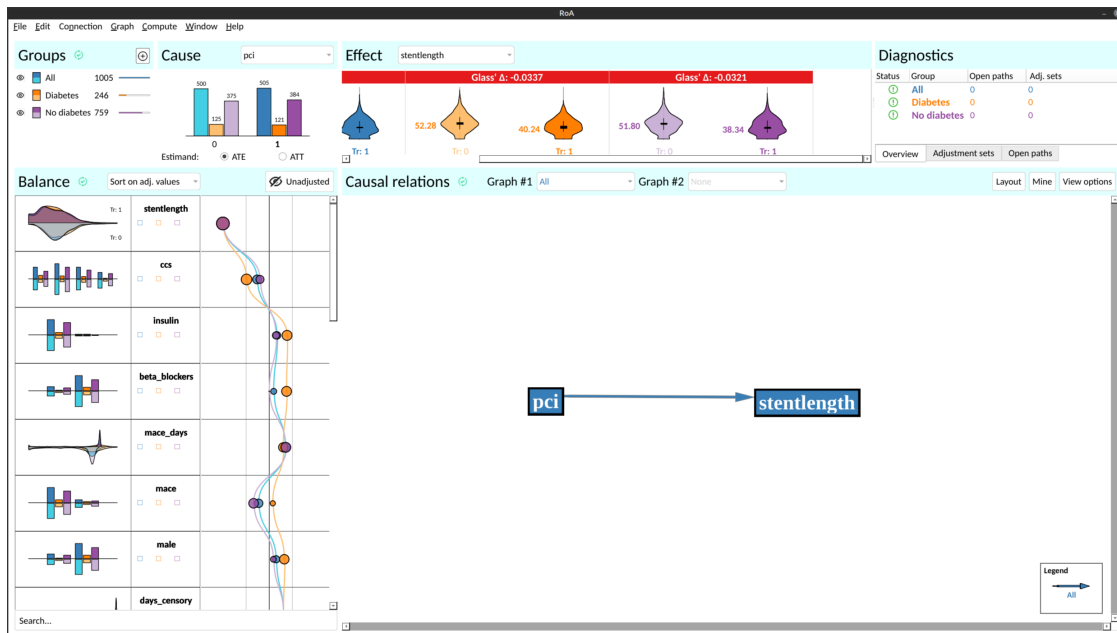 RoA
File Edit Connection Graph Compute Window Help
Groups
All 1005
Diabetes 246
No diabetes 759
Cause pci
500 125 375 505 121 384
0 1
Estimand: ATE ATT
Effect stentlength
Glass' Δ: -0.0337 Glass' Δ: -0.0321
52.28 40.24 51.80 38.34
Tr: 1 Tr: 0 Tr: 1 Tr: 0 Tr: 1
Diagnostics
Status Group Open paths Adj. sets
All 0 0
Diabetes 0 0
No diabetes 0 0
Overview Adjustment sets Open paths
Balance Sort on adj. values Unadjusted
Tr: 1
stentlength
Tr: 0
ccs
insulin
beta_blockers
mace_days
mace
male
days_censory
Search...
Causal relations Graph #1 All Graph #2 None Layout Mine View options
pci stentlength
Legend
All